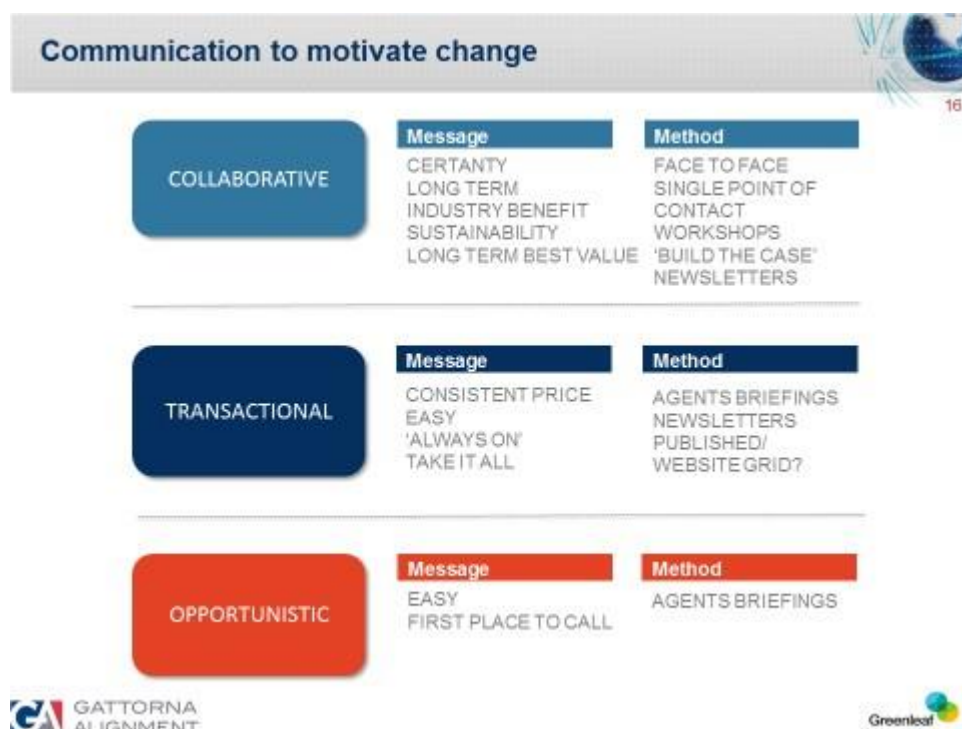 Communication to motivate change
16
COLLABORATIVE
Message
CERTANTY
LONG TERM
INDUSTRY BENEFIT
SUSTAINABILITY
LONG TERM BEST VALUE
Method
FACE TO FACE
SINGLE POINT OF
CONTACT
WORKSHOPS
'BUILD THE CASE'
NEWSLETTERS
TRANSACTIONAL
Message
CONSISTENT PRICE
EASY
'ALWAYS ON'
TAKE IT ALL
Method
AGENTS BRIEFINGS
NEWSLETTERS
PUBLISHED/
WEBSITE GRID?
OPPORTUNISTIC
Message
EASY
FIRST PLACE TO CALL
Method
AGENTS BRIEFINGS
GA GATTORNA
ALIGNMENT
Greenleaf